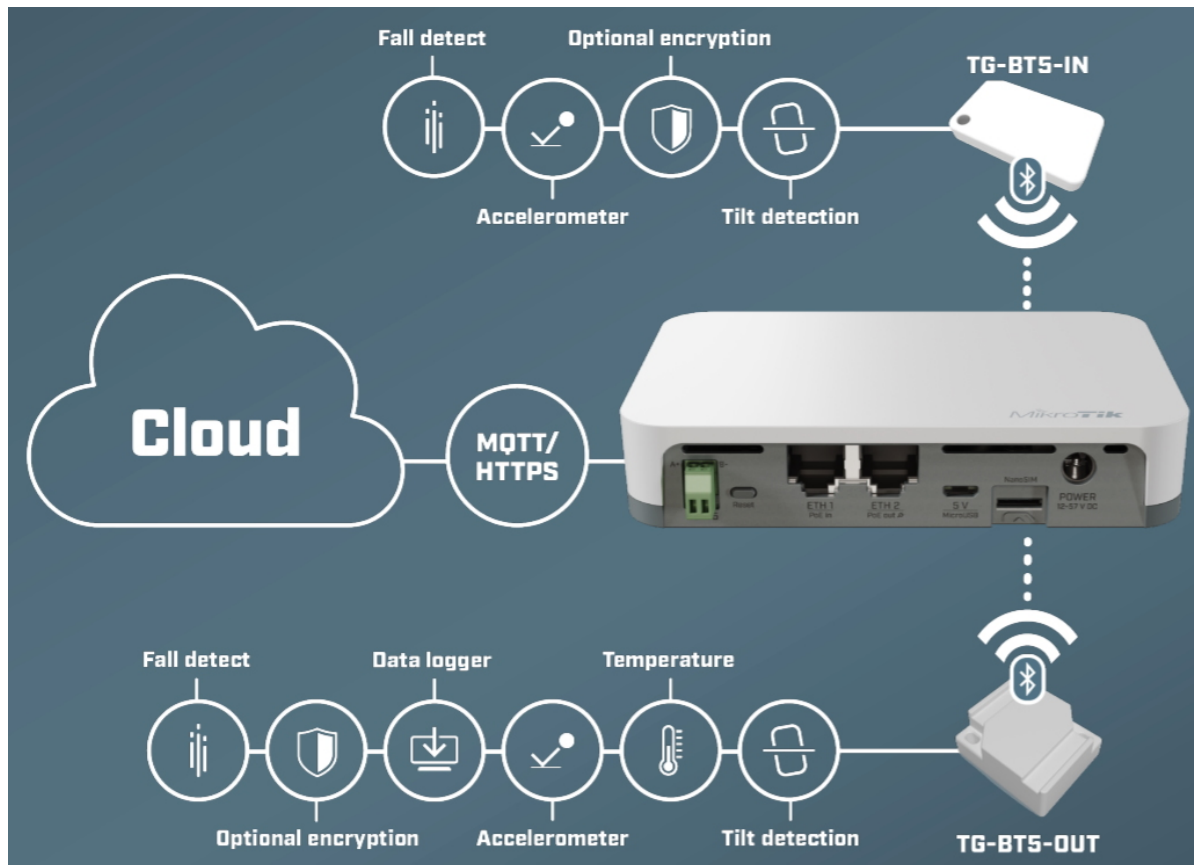 Fall detect
Optional encryption
TG-BT5-IN
Accelerometer
Tilt detection
Cloud
MQTT/
HTTPS
MikroTik
A+
B-
Reset
ETH 1
PoE in
ETH 2
PoE out
5 V
MicroUSB
NanoSIM
POWER
12-57 V DC
Fall detect
Data logger
Temperature
Optional encryption
Accelerometer
Tilt detection
TG-BT5-OUT